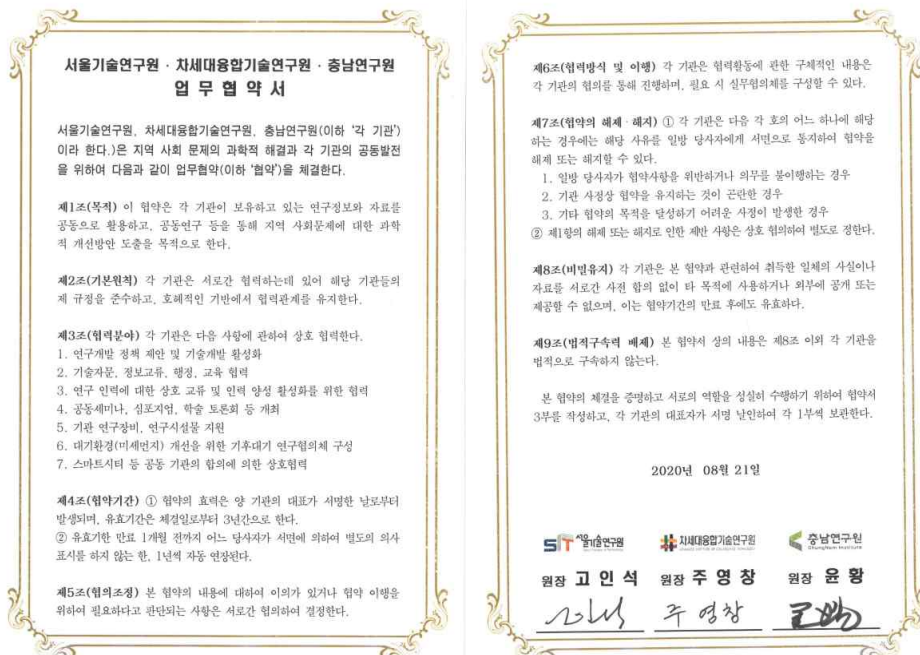 서울기술연구원 · 차세대융합기술연구원 · 충남연구원
업 무 협 약 서
서울기술연구원, 차세대융합기술연구원, 충남연구원(이하 ‘각 기관’)
이라 한다.)은 지역 사회 문제의 과학적 해결과 각 기관의 공동발전
을 위하여 다음과 같이 업무협약(이하 ‘협약’)을 체결한다.
제1조(목적) 이 협약은 각 기관이 보유하고 있는 연구정보와 자료를
공동으로 활용하고, 공동연구 등을 통해 지역 사회문제에 대한 과학
적 개선방안 도출을 목적으로 한다.
제2조(기본원칙) 각 기관은 서로간 협력하는데 있어 해당 기관들의
제 규정을 준수하고, 호혜적인 기반에서 협력관계를 유지한다.
제3조(협력분야) 각 기관은 다음 사항에 관하여 상호 협력한다.
1. 연구개발 정책 제안 및 기술개발 활성화
2. 기술자문, 정보교류, 행정, 교육 협력
3. 연구 인력에 대한 상호 교류 및 인력 양성 활성화를 위한 협력
4. 공동세미나, 심포지엄, 학술 토론회 등 개최
5. 기관 연구장비, 연구시설물 지원
6. 대기환경(미세먼지) 개선을 위한 기후대기 연구협의체 구성
7. 스마트시티 등 공동 기관의 합의에 의한 상호협력
제4조(협약기간) ① 협약의 효력은 양 기관의 대표가 서명한 날로부터
발생되며, 유효기간은 체결일로부터 3년간으로 한다.
② 유효기한 만료 1개월 전까지 어느 당사자가 서면에 의하여 별도의 의사
표시를 하지 않는 한, 1년씩 자동 연장된다.
제5조(협의조정) 본 협약의 내용에 대하여 이의가 있거나 협약 이행을
위하여 필요하다고 판단되는 사항은 서로간 협의하여 결정한다.
제6조(협력방식 및 이행) 각 기관은 협력활동에 관한 구체적인 내용은
각 기관의 협의를 통해 진행하며, 필요 시 실무협의체를 구성할 수 있다.
제7조(협약의 해제·해지) ① 각 기관은 다음 각 호의 어느 하나에 해당
하는 경우에는 해당 사유를 일방 당사자에게 서면으로 통지하여 협약을
해제 또는 해지할 수 있다.
1. 일방 당사자가 협약사항을 위반하거나 의무를 불이행하는 경우
2. 기관 사정상 협약을 유지하는 것이 곤란한 경우
3. 기타 협약의 목적을 달성하기 어려운 사정이 발생한 경우
② 제1항의 해제 또는 해지로 인한 제반 사항은 상호 협의하여 별도로 정한다.
제8조(비밀유지) 각 기관은 본 협약과 관련하여 취득한 일체의 사실이나
자료를 서로간 사전 합의 없이 타 목적에 사용하거나 외부에 공개 또는
제공할 수 없으며, 이는 협약기간의 만료 후에도 유효하다.
제9조(법적구속력 배제) 본 협약서 상의 내용은 제8조 이외 각 기관을
법적으로 구속하지 않는다.
본 협약의 체결을 증명하고 서로의 역할을 성실히 수행하기 위하여 협약서
3부를 작성하고, 각 기관의 대표자가 서명 날인하여 각 1부씩 보관한다.
2020년 08월 21일
SIT 서울기술연구원 차세대융합기술연구원 충남연구원
ChungNam Institute
원장 고 인 석 원장 주 영 창 원장 윤 황
주 영창